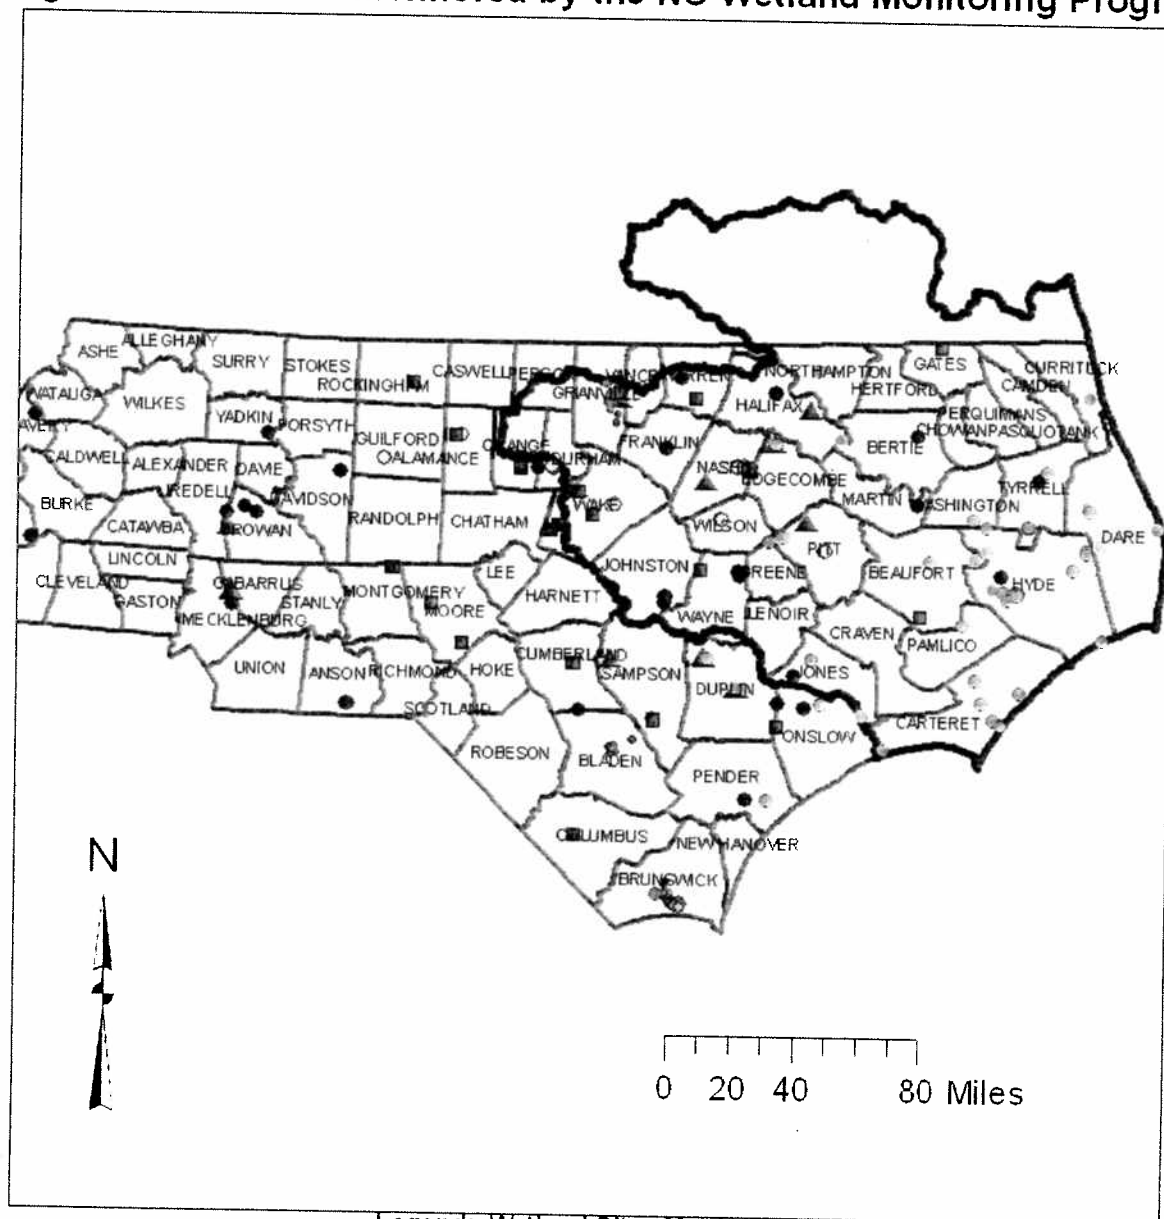 by the NC Wetland Monitoring
ASHE
ALLEGHANY
SURRY
STOKES
ROCKINGHAM
CASWELL
GRANVILLE
NORTHAMPTON
GATES
CURRITUCK
CAMDEN
HERTFORD
WATAUGA
WILKES
YADKIN
FORSYTH
GUILFORD
ALAMANCE
ORANGE
DURHAM
FRANKLIN
HALIFAX
BERTIE
PERQUIMANS
CHOWAN
PASQUOTANK
CALDWELL
ALEXANDER
DAVIE
IREDELL
DAVIDSON
NASH
EDGECOMBE
MARTIN
WASHINGTON
TYRRELL
BURKE
CATAWBA
ROWAN
RANDOLPH
CHATHAM
WAKE
WILSON
PITT
DARE
LINCOLN
CLEVELAND
GASTON
CABARRUS
MECKLENBURG
STANLY
MONTGOMERY
MOORE
LEE
HARNETT
JOHNSTON
GREENE
BEAUFORT
HYDE
WAYNE
LENOIR
CRAVEN
PAMLICO
UNION
ANSON
RICHMOND
HOKE
CUMBERLAND
SAMPSON
DUPLIN
JONES
SCOTLAND
ROBESON
BLADEN
ONSLOW
CARTERET
PENDER
COLUMBUS
NEW HANOVER
BRUNSWICK
N
0 20 40 80 Miles